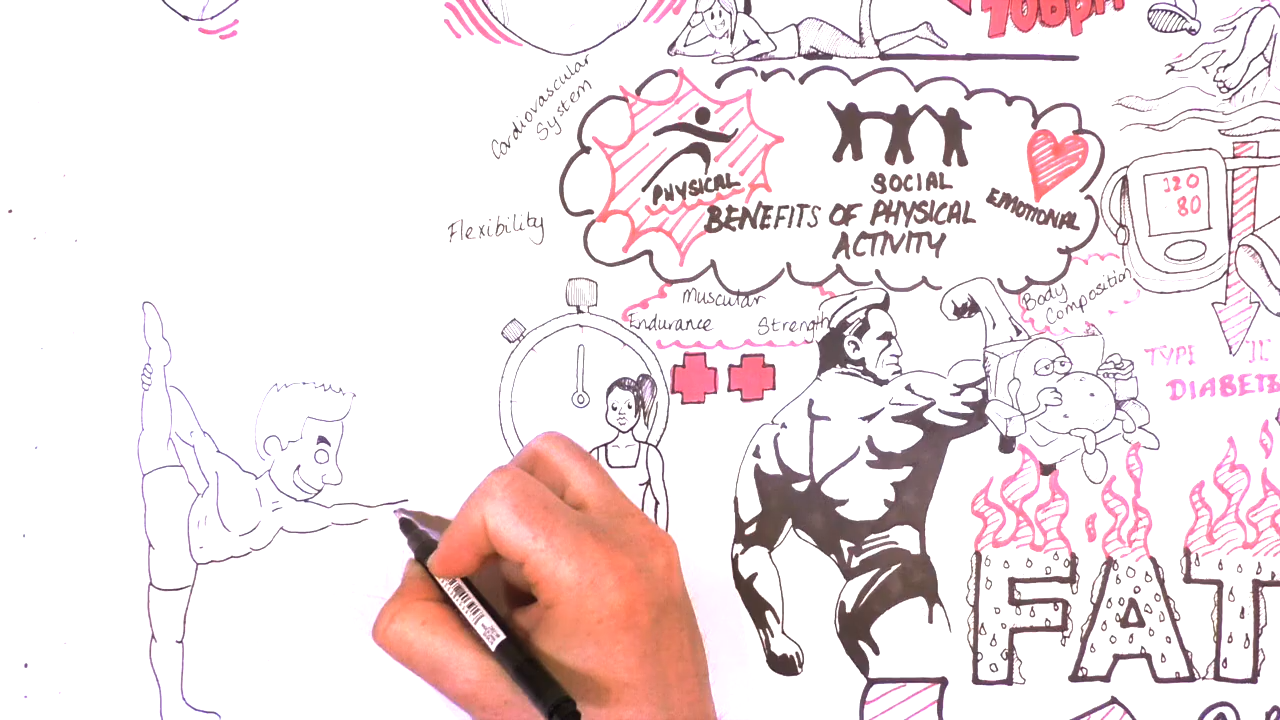 Cardiovascular
System
PHYSICAL
SOCIAL
EMOTIONAL
BENEFITS OF PHYSICAL
ACTIVITY
Flexibility
120
80
Muscular
Endurance Strength
Body
Composition
TYPE II
FAT